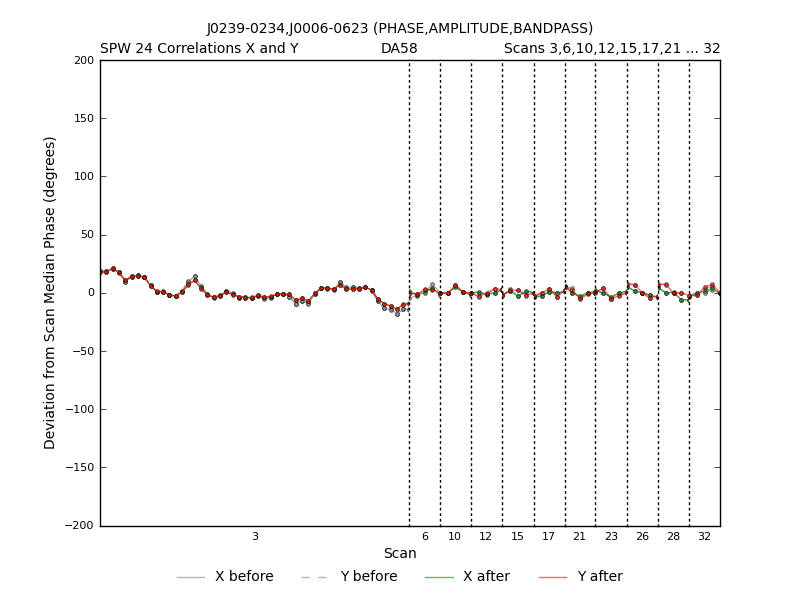 J0239-0234,J0006-0623 (PHASE,AMPLITUDE,BANDPASS)
SPW 24 Correlations X and Y DA58 Scans 3,6,10,12,15,17,21 ... 32
200
150
100
50
0
−50
−100
−150
−200
Deviation from Scan Median Phase (degrees)
3 6 10 12 15 17 21 23 26 28 32
Scan
X before Y before X after Y after